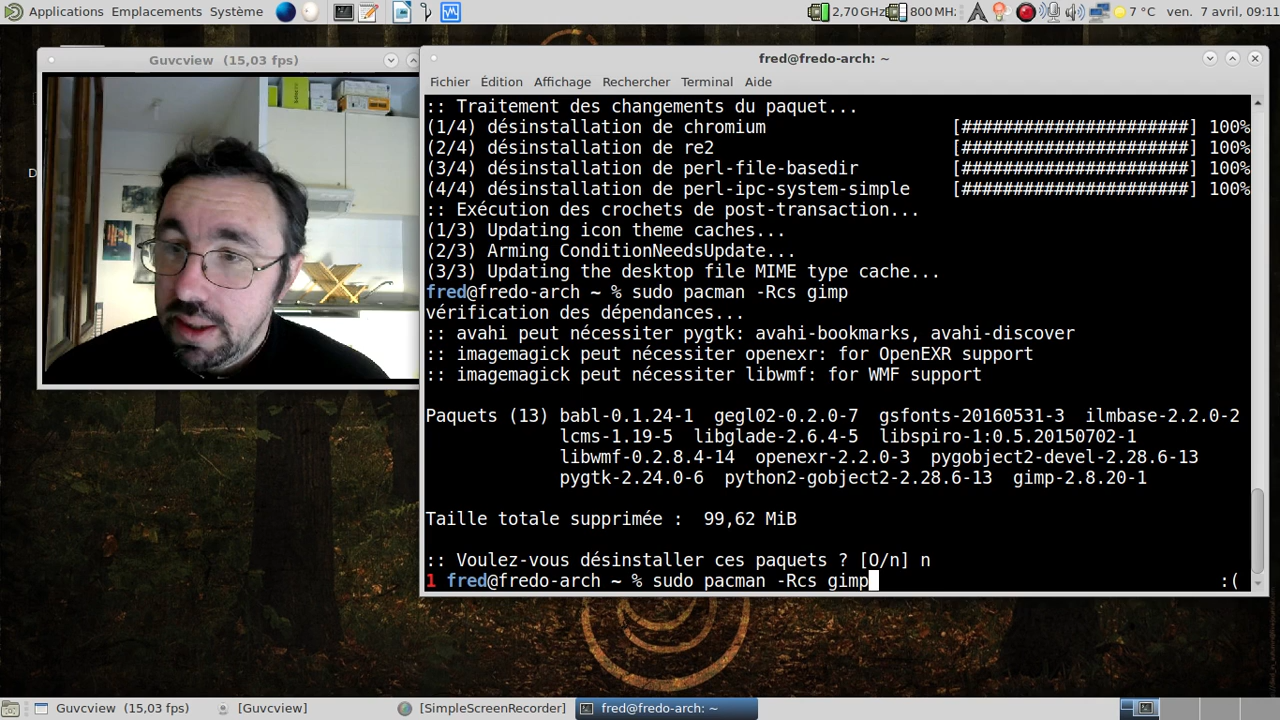 Applications Emplacements Système 2,70 GHz 800 MHz 7 °C ven. 7 avril, 09:11
Guvcview (15,03 fps)
fred@fredo-arch: ~
Fichier Édition Affichage Rechercher Terminal Aide
:: Traitement des changements du paquet...
(1/4) désinstallation de chromium [######################] 100%
(2/4) désinstallation de re2 [######################] 100%
(3/4) désinstallation de perl-file-basedir [######################] 100%
(4/4) désinstallation de perl-ipc-system-simple [######################] 100%
:: Exécution des crochets de post-transaction...
(1/3) Updating icon theme caches...
(2/3) Arming ConditionNeedsUpdate...
(3/3) Updating the desktop file MIME type cache...
fred@fredo-arch ~ % sudo pacman -Rcs gimp
vérification des dépendances...
:: avahi peut nécessiter pygtk: avahi-bookmarks, avahi-discover
:: imagemagick peut nécessiter openexr: for OpenEXR support
:: imagemagick peut nécessiter libwmf: for WMF support
Paquets (13) babl-0.1.24-1 gegl02-0.2.0-7 gsfonts-20160531-3 ilmbase-2.2.0-2
lcms-1.19-5 libglade-2.6.4-5 libspiro-1:0.5.20150702-1
libwmf-0.2.8.4-14 openexr-2.2.0-3 pygobject2-devel-2.28.6-13
pygtk-2.24.0-6 python2-gobject2-2.28.6-13 gimp-2.8.20-1
Taille totale supprimée : 99,62 MiB
:: Voulez-vous désinstaller ces paquets ? [O/n] n
1 fred@fredo-arch ~ % sudo pacman -Rcs gimp :(
Guvcview (15,03 fps) [Guvcview] [SimpleScreenRecorder] fred@fredo-arch: ~